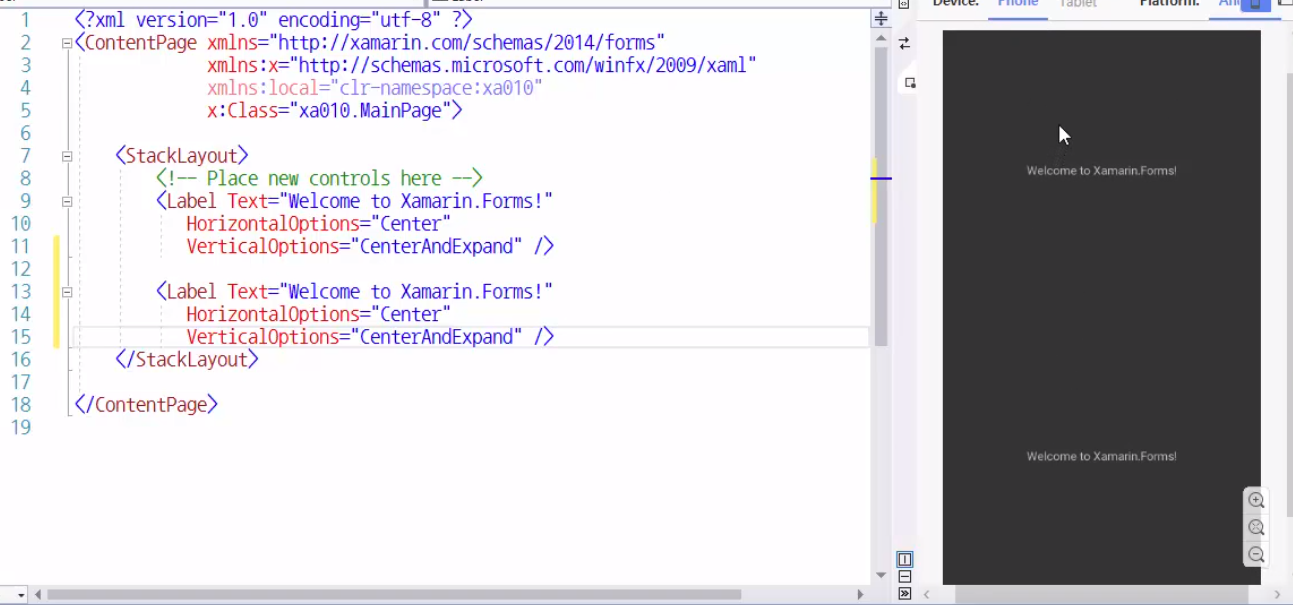 Device: Phone Tablet Platform:
1 <?xml version="1.0" encoding="utf-8" ?>
2 <ContentPage xmlns="http://xamarin.com/schemas/2014/forms"
3 xmlns:x="http://schemas.microsoft.com/winfx/2009/xaml"
4 xmlns:local="clr-namespace:xa010"
5 x:Class="xa010.MainPage">
6
7 <StackLayout>
8 <!-- Place new controls here -->
9 <Label Text="Welcome to Xamarin.Forms!"
10 HorizontalOptions="Center"
11 VerticalOptions="CenterAndExpand" />
12
13 <Label Text="Welcome to Xamarin.Forms!"
14 HorizontalOptions="Center"
15 VerticalOptions="CenterAndExpand" />
16 </StackLayout>
17
18 </ContentPage>
19
Welcome to Xamarin.Forms!
Welcome to Xamarin.Forms!